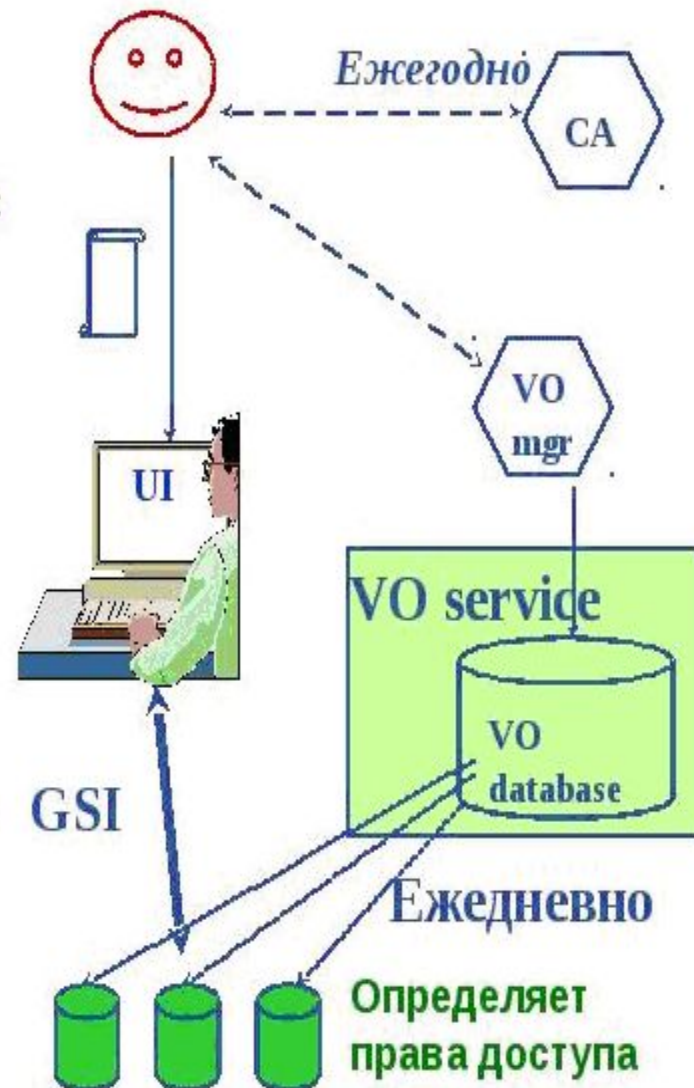 Ежегодно
CA
VO
mgr
UI
VO service
VO
database
GSI
Ежедневно
Определяет
права доступа